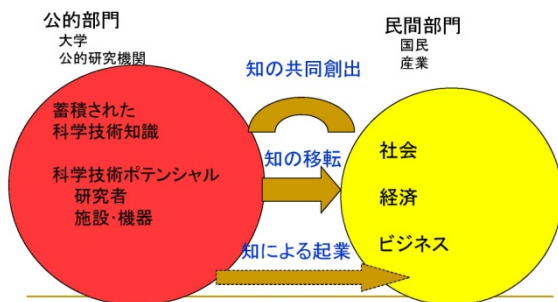 公的部門
大学
公的研究機関
民間部門
国民
産業
知の共同創出
蓄積された
科学技術知識
知の移転
科学技術ポテンシャル
研究者
施設・機器
社会
経済
ビジネス
知による起業